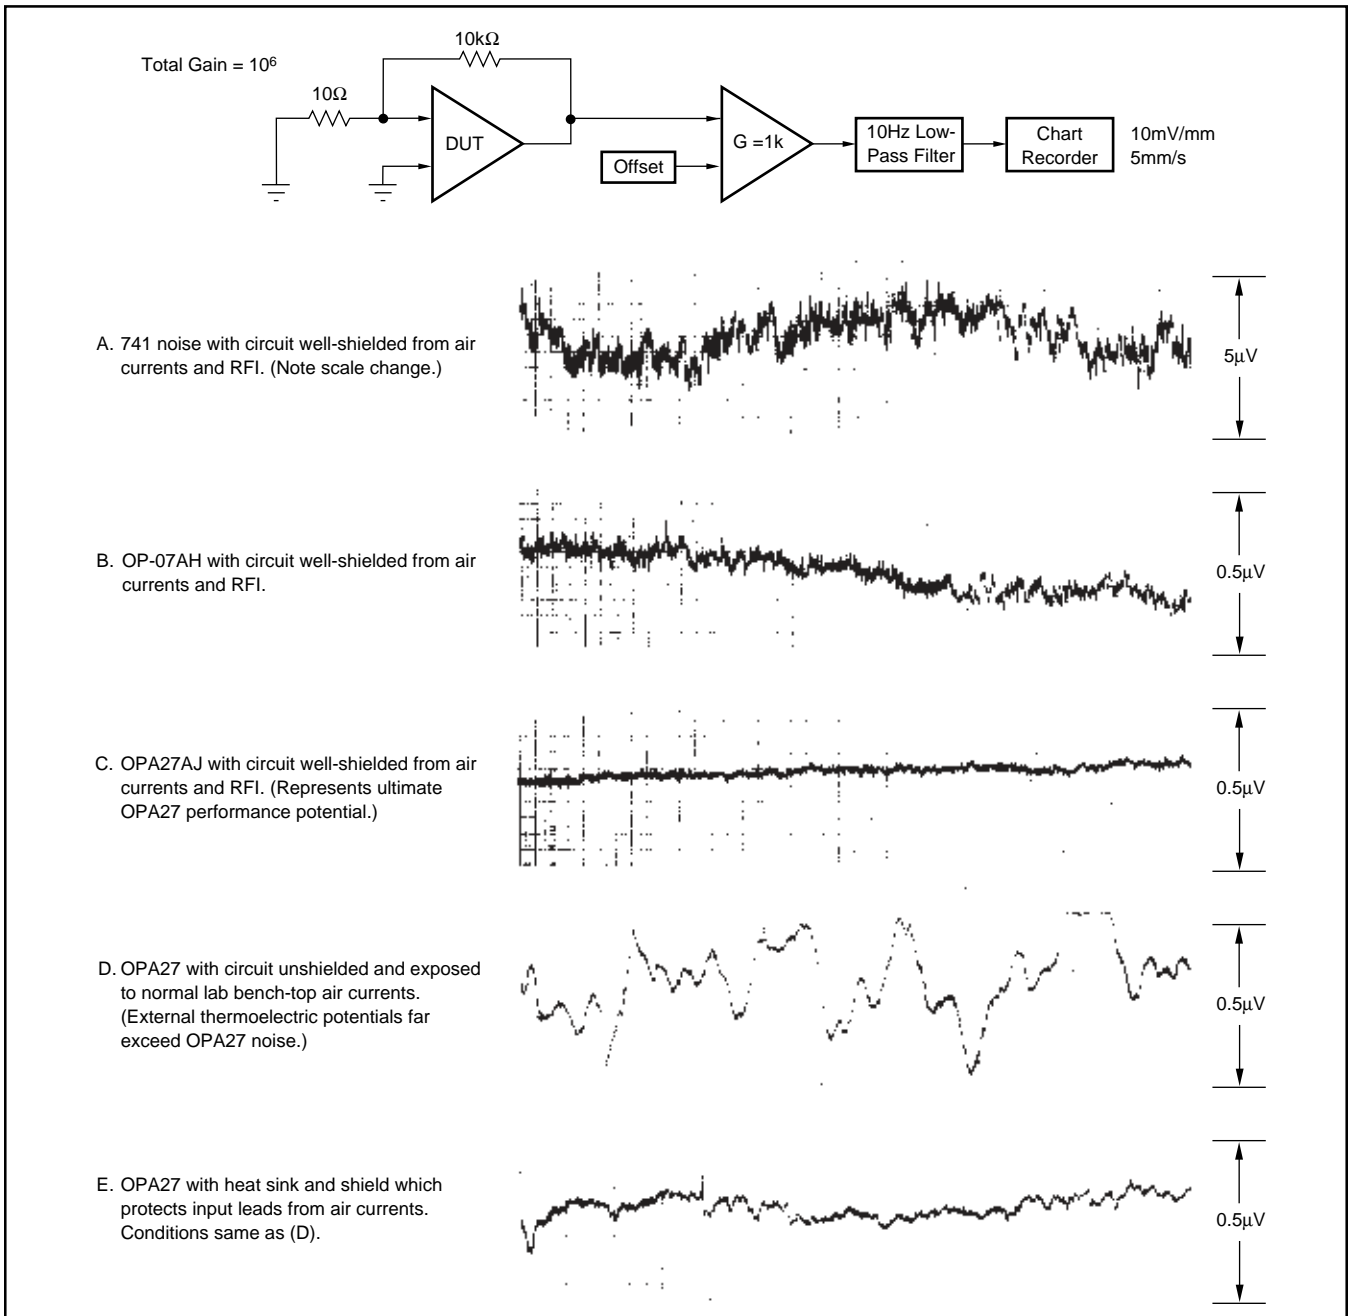 10kΩ
Total Gain = 10⁶
10Ω
DUT
G =1k
Offset
10Hz Low-
Pass Filter
Chart
Recorder
10mV/mm
5mm/s
A. 741 noise with circuit well-shielded from air
currents and RFI. (Note scale change.)
5µV
B. OP-07AH with circuit well-shielded from air
currents and RFI.
0.5µV
C. OPA27AJ with circuit well-shielded from air
currents and RFI. (Represents ultimate
OPA27 performance potential.)
0.5µV
D. OPA27 with circuit unshielded and exposed
to normal lab bench-top air currents.
(External thermoelectric potentials far
exceed OPA27 noise.)
0.5µV
E. OPA27 with heat sink and shield which
protects input leads from air currents.
Conditions same as (D).
0.5µV